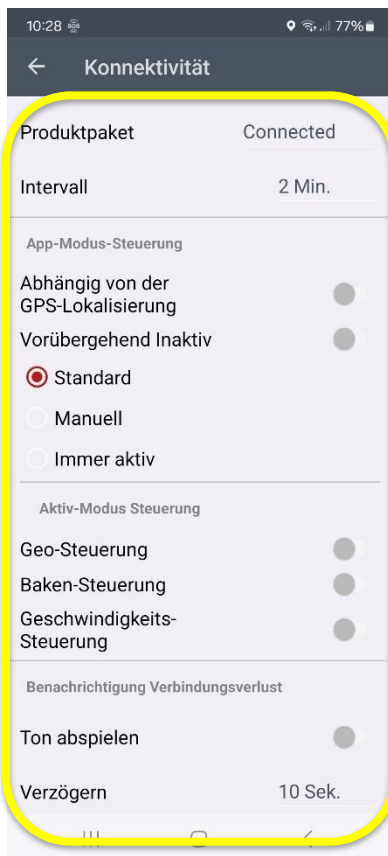 10:28 SOS 77%
Konnektivität
Produktpaket Connected
Intervall 2 Min.
App-Modus-Steuerung
Abhängig von der
GPS-Lokalisierung
Vorübergehend Inaktiv
Standard
Manuell
Immer aktiv
Aktiv-Modus Steuerung
Geo-Steuerung
Baken-Steuerung
Geschwindigkeits-
Steuerung
Benachrichtigung Verbindungsverlust
Ton abspielen
Verzögern 10 Sek.